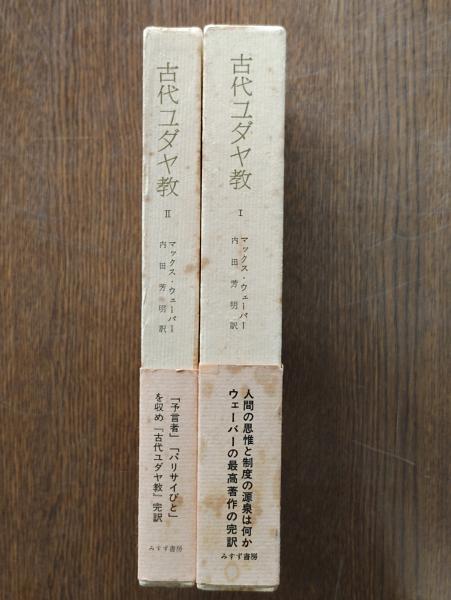 古代ユダヤ教
I
マックス・ウェーバー
内田芳明訳
人間の思惟と制度の源泉は何か
ウェーバーの最高著作の完訳
みすず書房
古代ユダヤ教
II
マックス・ウェーバー
内田芳明訳
「予言者」「パリサイびと」
を収め『古代ユダヤ教』完訳
みすず書房